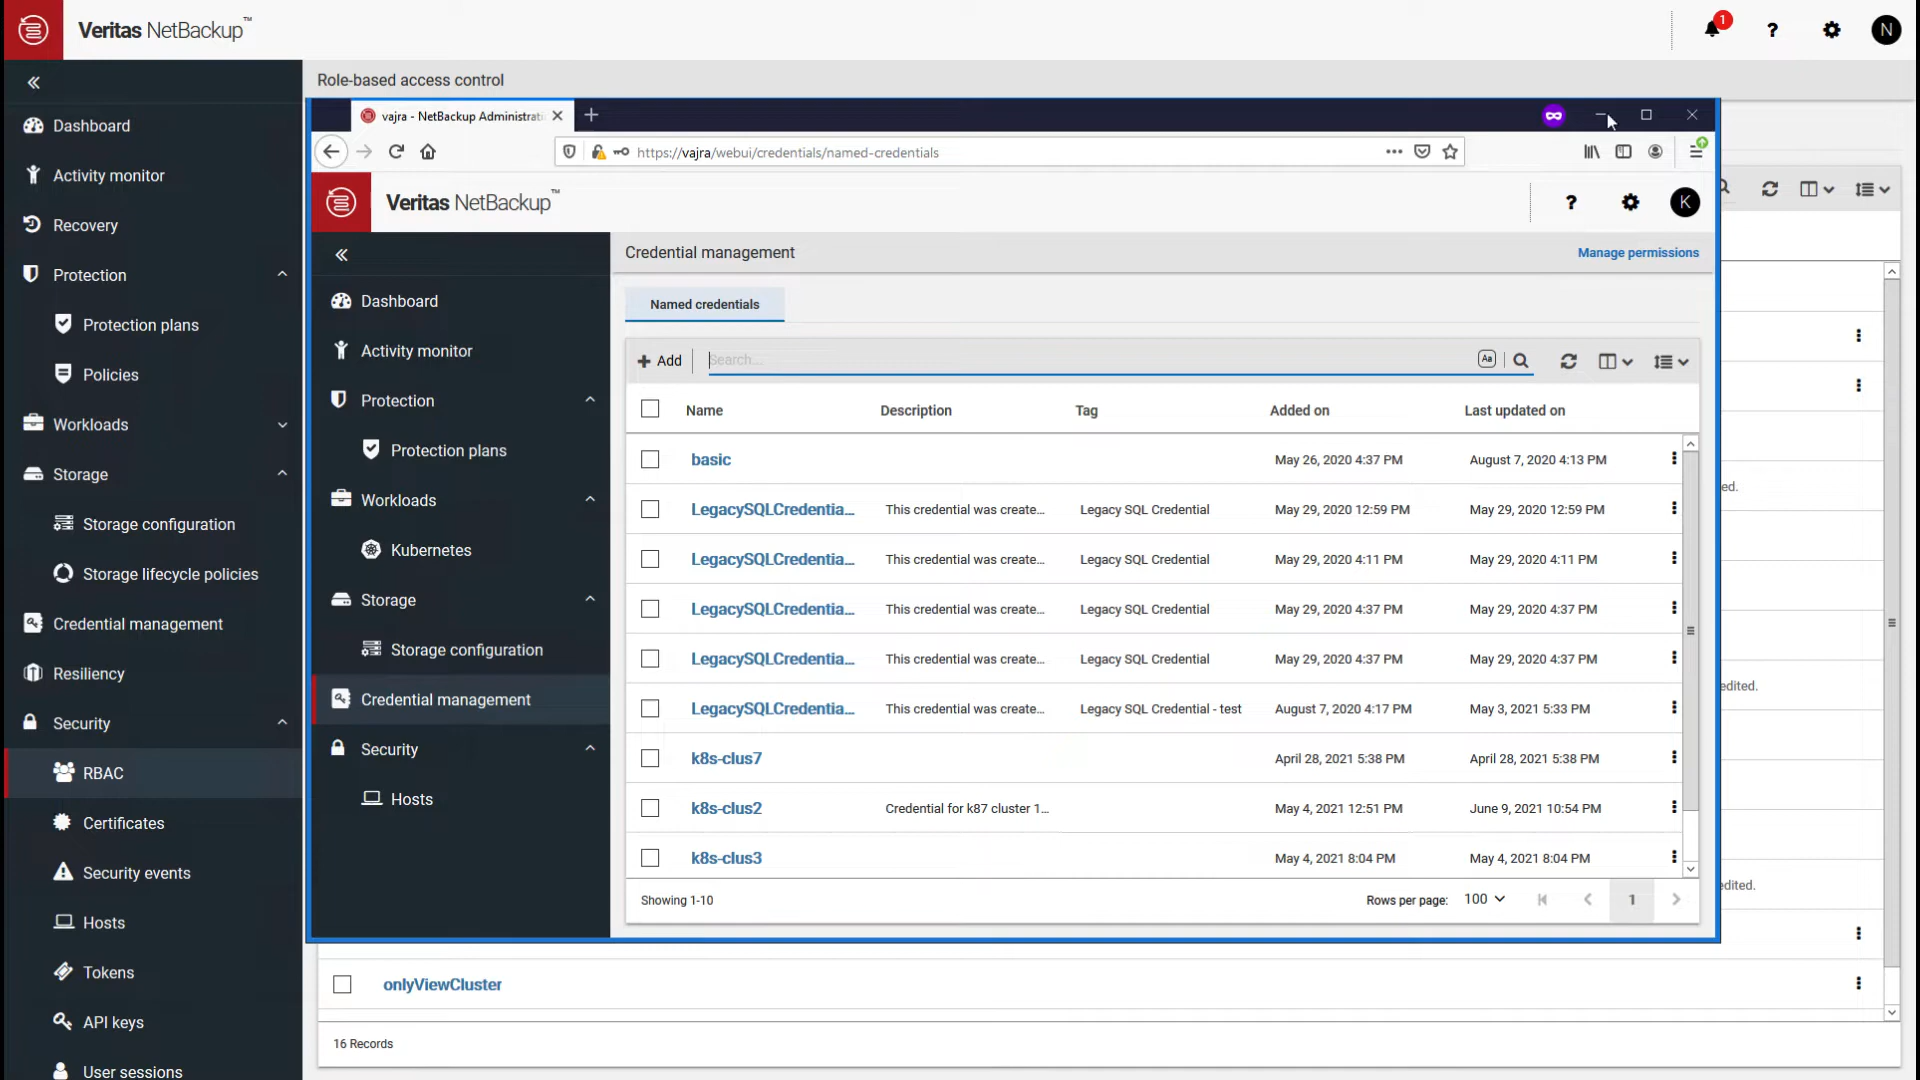 Veritas NetBackup™
1
?
N
Role-based access control
Dashboard
Activity monitor
Recovery
Protection
Protection plans
Policies
Workloads
Storage
Storage configuration
Storage lifecycle policies
Credential management
Resiliency
Security
RBAC
Certificates
Security events
Hosts
Tokens
API keys
User sessions
vajra - NetBackup Administrati
https://vajra/webui/credentials/named-credentials
Veritas NetBackup™
?
K
Dashboard
Activity monitor
Protection
Protection plans
Workloads
Kubernetes
Storage
Storage configuration
Credential management
Security
Hosts
Credential management
Manage permissions
Named credentials
+ Add
Search...
Aa
Name Description Tag Added on Last updated on
basic May 26, 2020 4:37 PM August 7, 2020 4:13 PM
LegacySQLCredentia... This credential was create... Legacy SQL Credential May 29, 2020 12:59 PM May 29, 2020 12:59 PM
LegacySQLCredentia... This credential was create... Legacy SQL Credential May 29, 2020 4:11 PM May 29, 2020 4:11 PM
LegacySQLCredentia... This credential was create... Legacy SQL Credential May 29, 2020 4:37 PM May 29, 2020 4:37 PM
LegacySQLCredentia... This credential was create... Legacy SQL Credential May 29, 2020 4:37 PM May 29, 2020 4:37 PM
LegacySQLCredentia... This credential was create... Legacy SQL Credential - test August 7, 2020 4:17 PM May 3, 2021 5:33 PM
k8s-clus7 April 28, 2021 5:38 PM April 28, 2021 5:38 PM
k8s-clus2 Credential for k87 cluster 1... May 4, 2021 12:51 PM June 9, 2021 10:54 PM
k8s-clus3 May 4, 2021 8:04 PM May 4, 2021 8:04 PM
Showing 1-10
Rows per page: 100
1
ed.
edited.
edited.
onlyViewCluster
16 Records